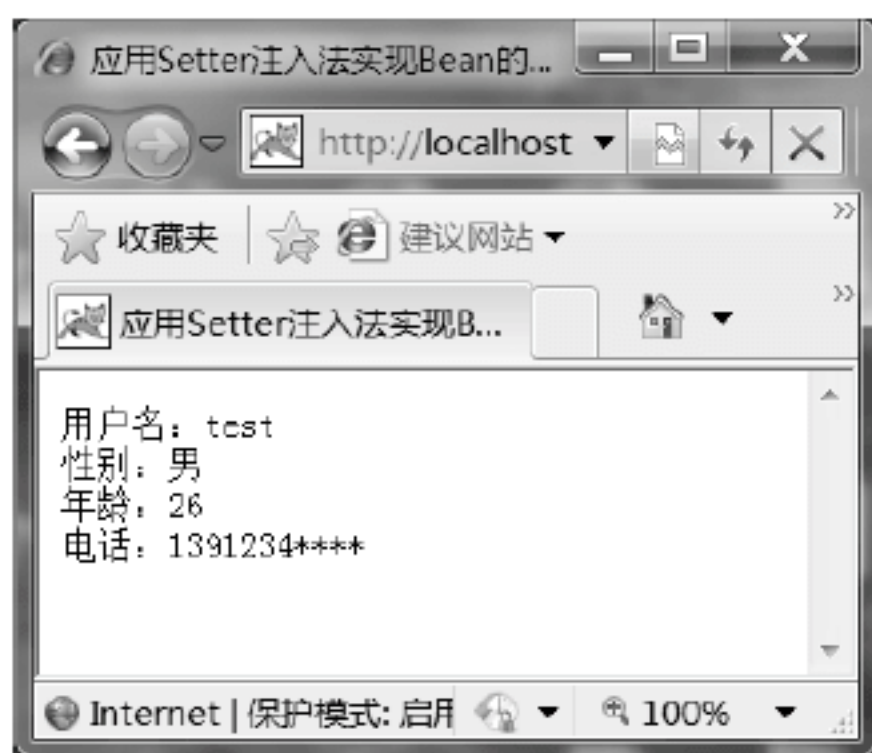 应用Setter注入法实现Bean的...
http://localhost
收藏夹 建议网站
应用Setter注入法实现B...
用户名：test
性别：男
年龄：26
电话：1391234****
Internet | 保护模式: 启用 100%